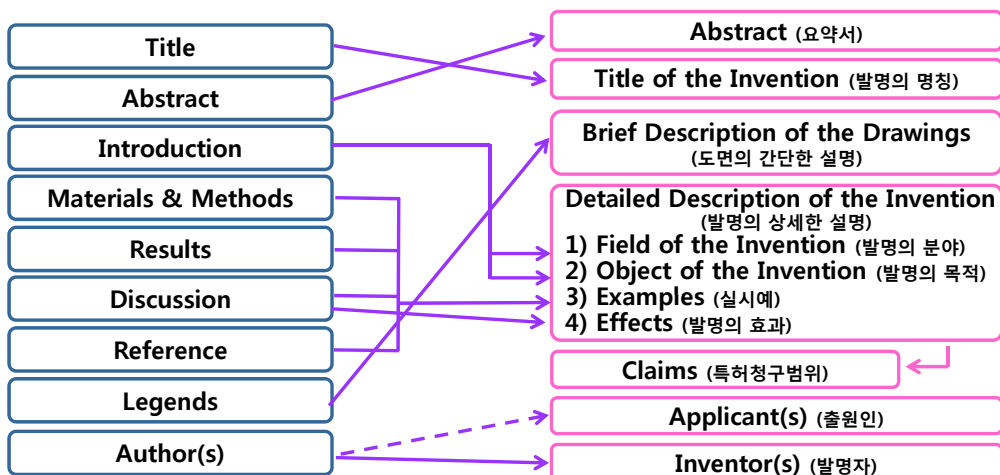 Title
Abstract
Introduction
Materials & Methods
Results
Discussion
Reference
Legends
Author(s)
Abstract (요약서)
Title of the Invention (발명의 명칭)
Brief Description of the Drawings
(도면의 간단한 설명)
Detailed Description of the Invention
(발명의 상세한 설명)
1) Field of the Invention (발명의 분야)
2) Object of the Invention (발명의 목적)
3) Examples (실시예)
4) Effects (발명의 효과)
Claims (특허청구범위)
Applicant(s) (출원인)
Inventor(s) (발명자)